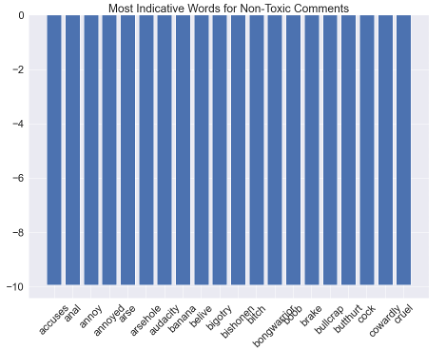 Most Indicative Words for Non-Toxic Comments
0
−2
−4
−6
−8
−10
accuses
anal
annoy
annoyed
arse
arsehole
audacity
banana
belive
bigotry
bishonen
bitch
bongwarrior
boob
brake
bullcrap
butthurt
cock
cowardly
cruel